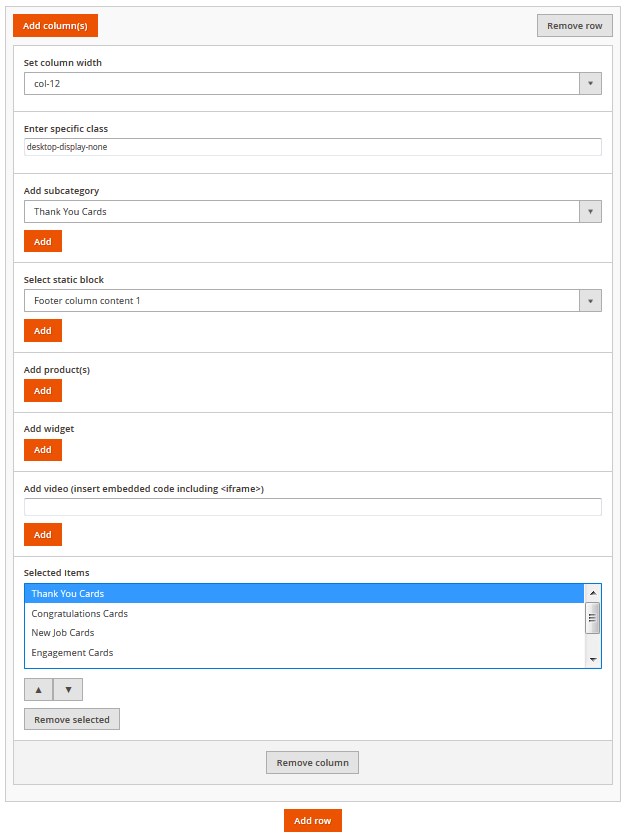 Add column(s) Remove row
Set column width
col-12
Enter specific class
desktop-display-none
Add subcategory
Thank You Cards
Add
Select static block
Footer column content 1
Add
Add product(s)
Add
Add widget
Add
Add video (insert embedded code including <iframe>)
Add
Selected Items
Thank You Cards
Congratulations Cards
New Job Cards
Engagement Cards
Remove selected
Remove column
Add row